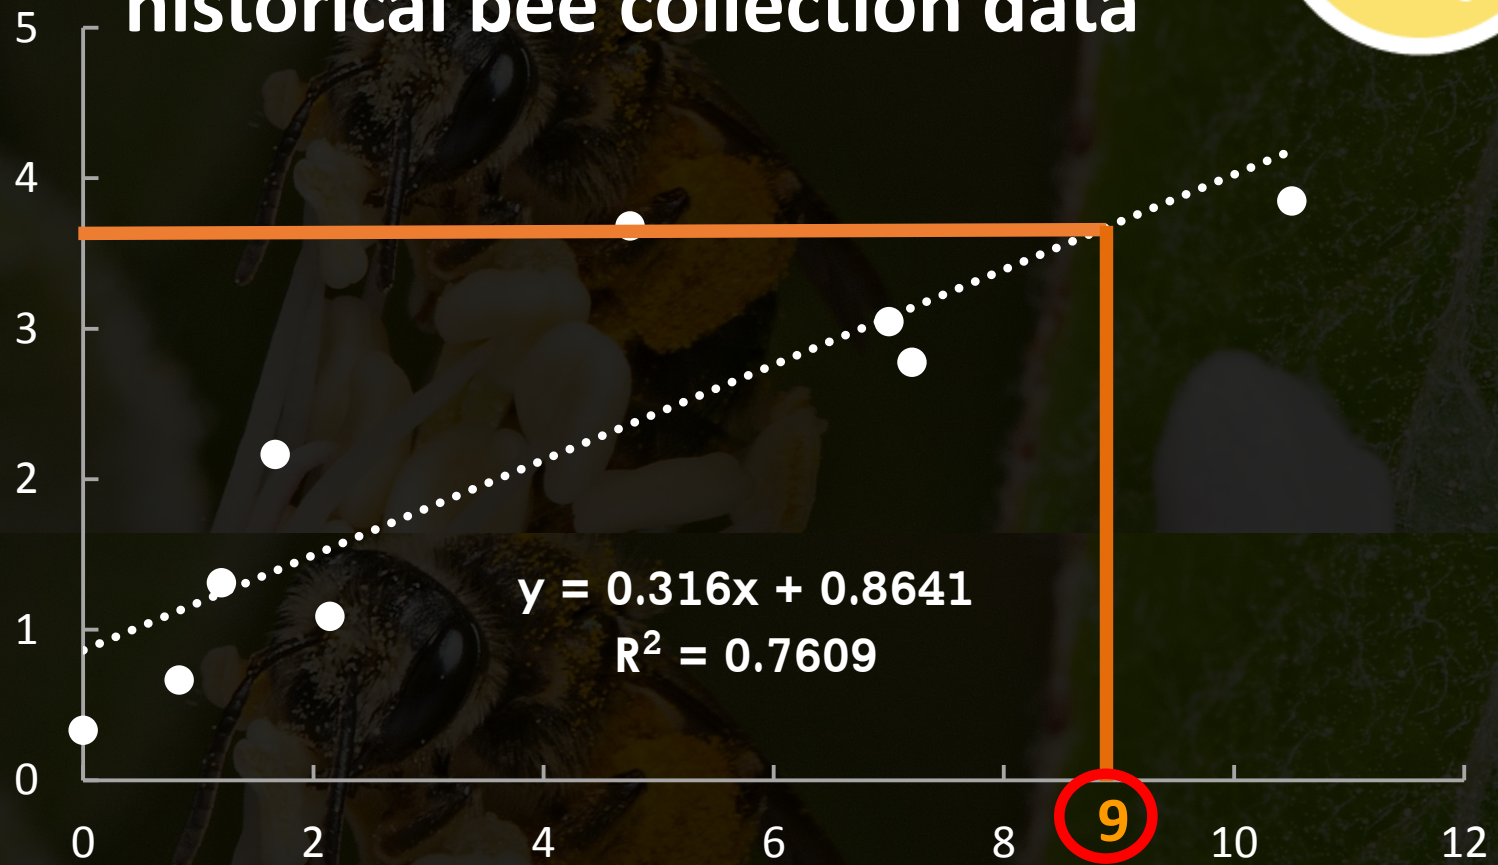 historical bee collection data
5
4
3
2
1
0
y = 0.316x + 0.8641
R² = 0.7609
0 2 4 6 8 9 10 12